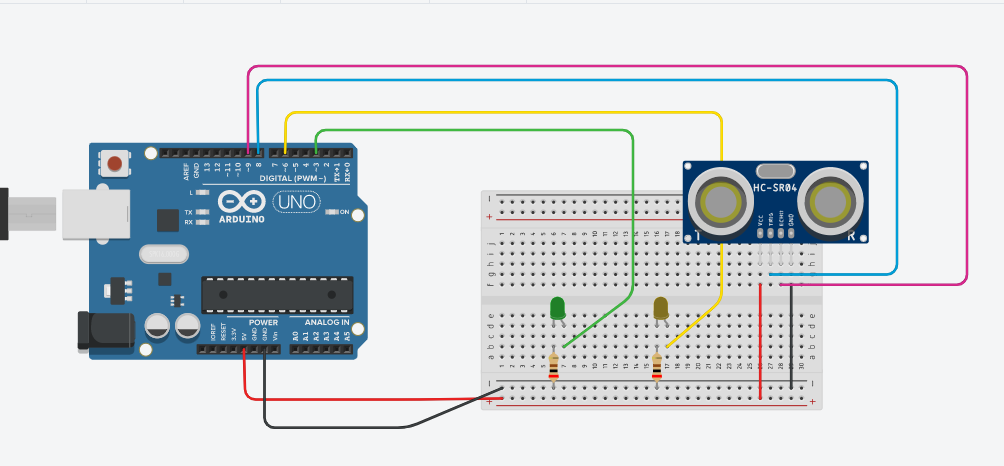 AREF
GND
13
12
~11
~10
~9
8
7
~6
~5
4
~3
2
TX→1
RX←0
DIGITAL (PWM~)
L
TX
RX
ARDUINO
UNO
ON
IOREF
RESET
3.3V
5V
GND
GND
Vin
POWER
ANALOG IN
A0
A1
A2
A3
A4
A5
HC-SR04
VCC
TRIG
ECHO
GND
T
R